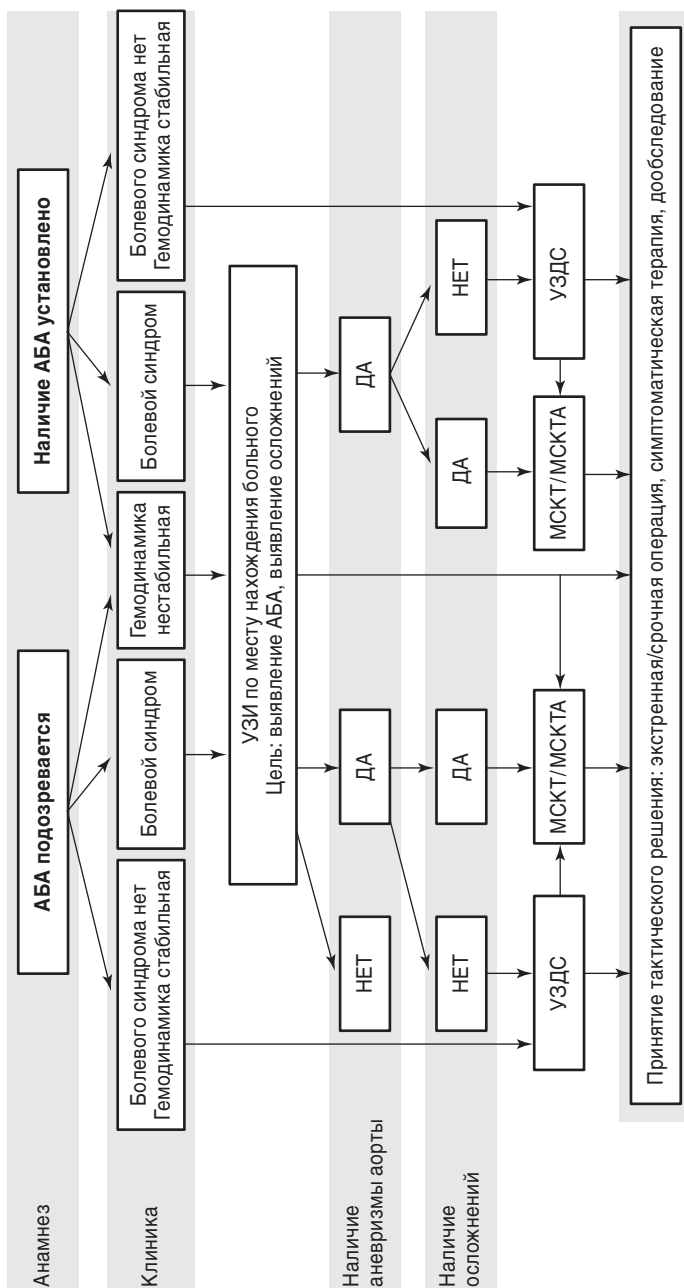 Анамнез
АБА подозревается
Наличие АБА установлено
Клиника
Болевого синдрома нет
Гемодинамика стабильная
Болевой синдром
Гемодинамика
нестабильная
Болевой синдром
Болевого синдрома нет
Гемодинамика стабильная
УЗИ по месту нахождения больного
Цель: выявление АБА, выявление осложнений
Наличие
аневризмы аорты
НЕТ
ДА
ДА
Наличие
осложнений
НЕТ
ДА
ДА
НЕТ
УЗДС
МСКТ/МСКТА
МСКТ/МСКТА
УЗДС
Принятие тактического решения: экстренная/срочная операция, симптоматическая терапия, дообследование